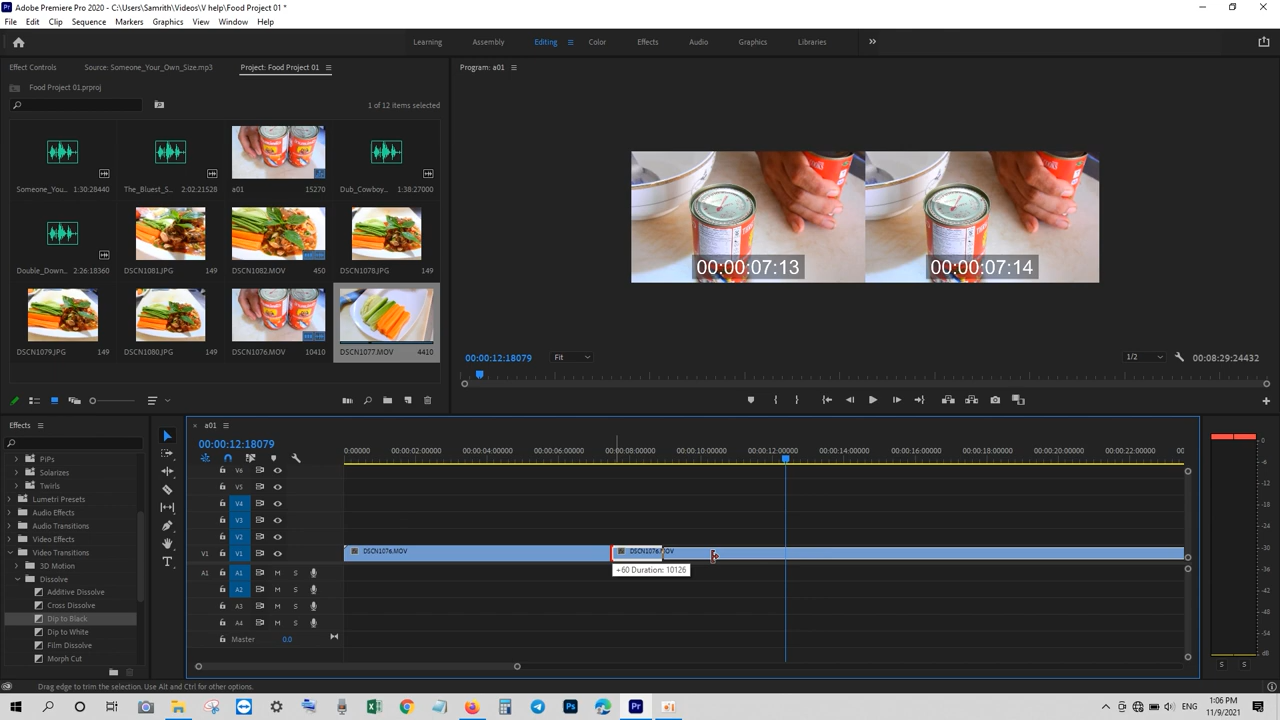 Adobe Premiere Pro 2020 - C:\Users\Samrith\Videos\V help\Food Project 01 *
File Edit Clip Sequence Markers Graphics View Window Help
Learning Assembly Editing Color Effects Audio Graphics Libraries
Effect Controls Source: Someone_Your_Own_Size.mp3 Project: Food Project 01 Program: a01
Food Project 01.prproj
1 of 12 items selected
Someone_You... 1:30:28440 The_Bluest_S... 2:02:21528 a01 15270 Dub_Cowboy... 1:38:27000
Double_Down... 2:26:18360 DSCN1081.JPG 149 DSCN1082.MOV 450 DSCN1078.JPG 149
DSCN1079.JPG 149 DSCN1080.JPG 149 DSCN1076.MOV 10410 DSCN1077.MOV 4410
00:00:07:13 00:00:07:14
00:00:12:18079 Fit 1/2 00:08:29:24432
Effects
PiPs
Solarizes
Twirls
Lumetri Presets
Audio Effects
Audio Transitions
Video Effects
Video Transitions
3D Motion
Dissolve
Additive Dissolve
Cross Dissolve
Dip to Black
Dip to White
Film Dissolve
Morph Cut
a01
00:00:12:18079
0:00000 00:00:02:00000 00:00:04:00000 00:00:06:00000 00:00:08:00000 00:00:10:00000 00:00:12:00000 00:00:14:00000 00:00:16:00000 00:00:18:00000 00:00:20:00000 00:00:22:00000 00
V6
V5
V4
V3
V2
V1 V1 DSCN1076.MOV DSCN1076.MOV
+60 Duration: 10126
A1 A1 M S
A2 M S
A3 M S
A4 M S
Master 0.0
0
-6
-12
-18
-24
-30
-36
-42
-48
-54
dB
S S
Drag edge to trim the selection. Use Alt and Ctrl for other options.
1:06 PM
11/9/2021